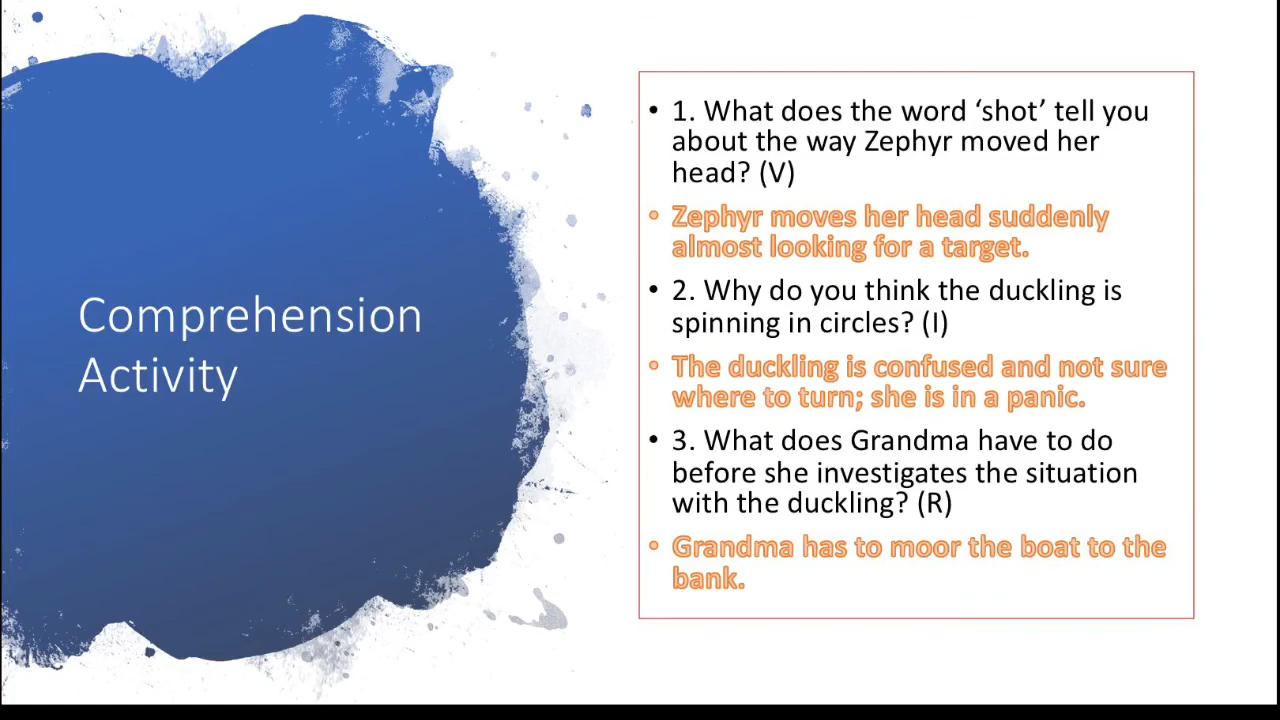 Comprehension
Activity
• 1. What does the word ‘shot’ tell you
about the way Zephyr moved her
head? (V)
• Zephyr moves her head suddenly
almost looking for a target.
• 2. Why do you think the duckling is
spinning in circles? (I)
• The duckling is confused and not sure
where to turn; she is in a panic.
• 3. What does Grandma have to do
before she investigates the situation
with the duckling? (R)
• Grandma has to moor the boat to the
bank.